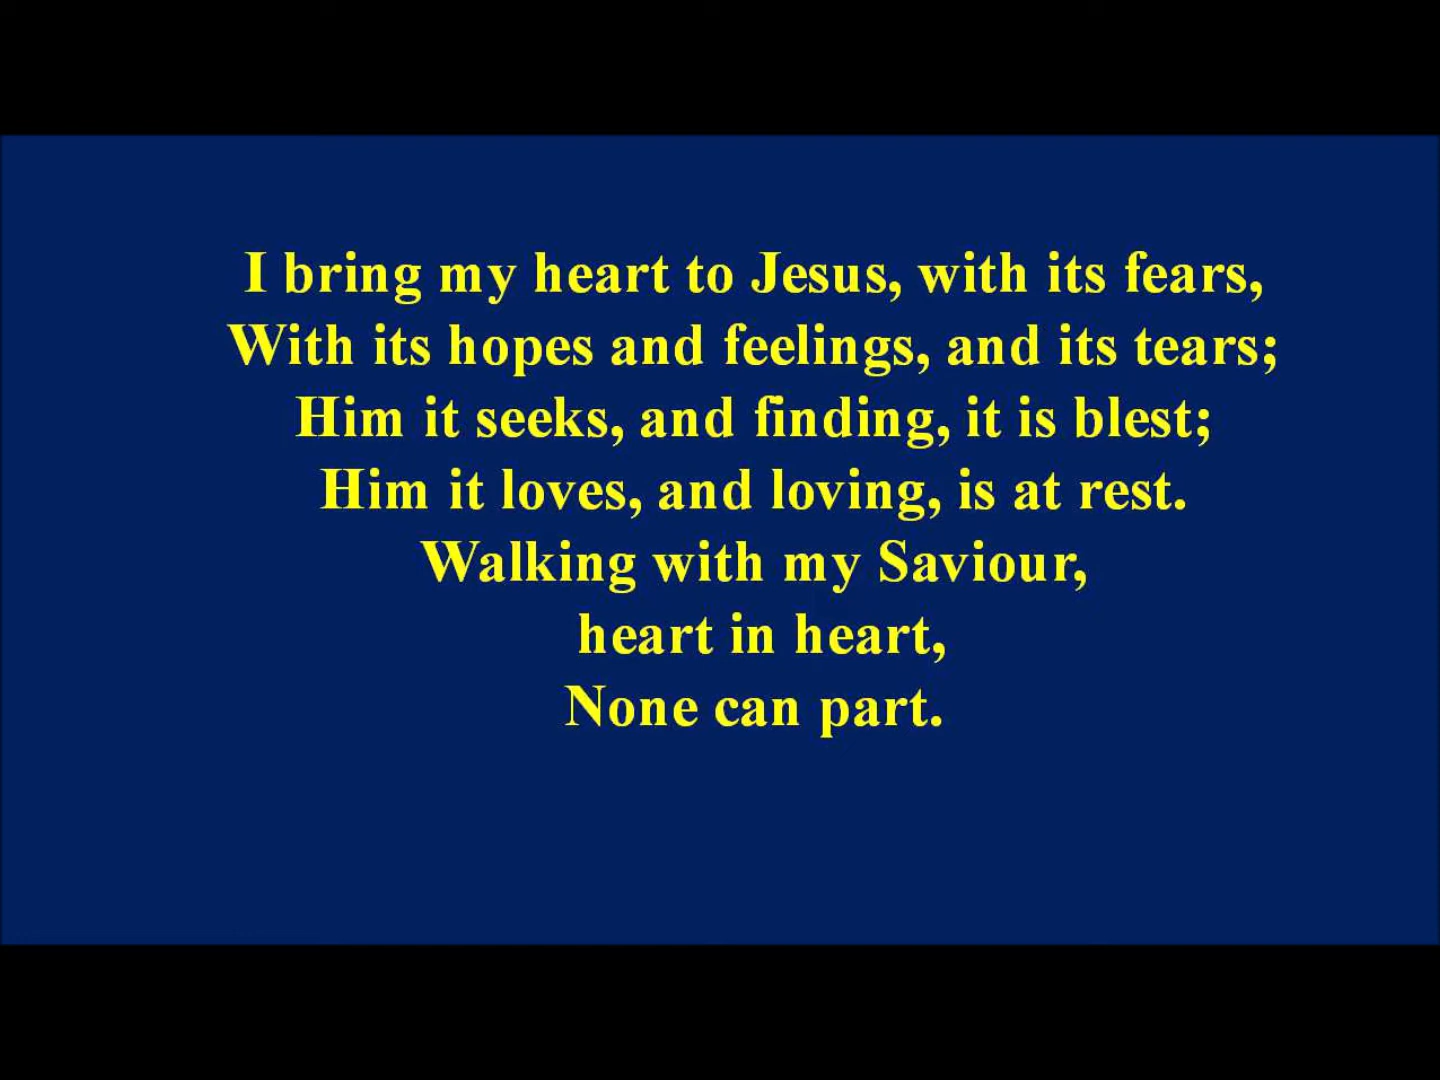 I bring my heart to Jesus, with its fears,
With its hopes and feelings, and its tears;
Him it seeks, and finding, it is blest;
Him it loves, and loving, is at rest.
Walking with my Saviour,
heart in heart,
None can part.